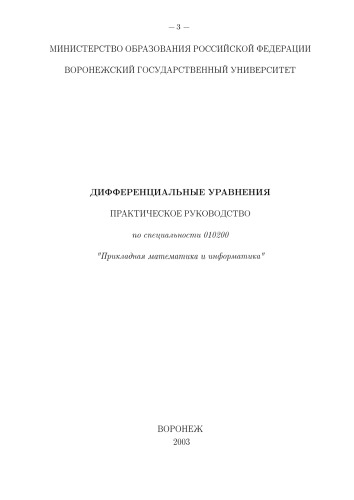 — 3 —
МИНИСТЕРСТВО ОБРАЗОВАНИЯ РОССИЙСКОЙ ФЕДЕРАЦИИ
ВОРОНЕЖСКИЙ ГОСУДАРСТВЕННЫЙ УНИВЕРСИТЕТ
ДИФФЕРЕНЦИАЛЬНЫЕ УРАВНЕНИЯ
ПРАКТИЧЕСКОЕ РУКОВОДСТВО
по специальности 010200
"Прикладная математика и информатика"
ВОРОНЕЖ
2003